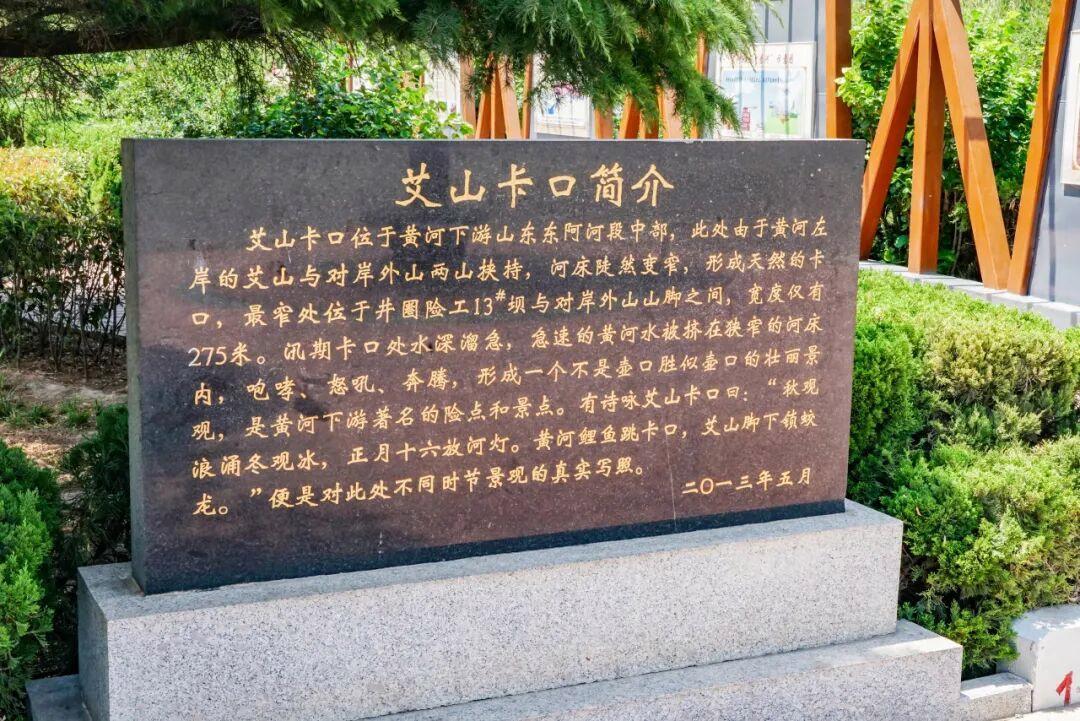 艾山卡口简介
艾山卡口位于黄河下游山东东阿河段中部，此处由于黄河左
岸的艾山与对岸外山两山挟持，河床陡然变窄，形成天然的卡
口，最窄处位于井圈险工13#坝与对岸外山山脚之间，宽度仅有
275米。汛期卡口处水深溜急，急速的黄河水被挤在狭窄的河床
内，咆哮、怒吼、奔腾，形成一个不是壶口胜似壶口的壮丽景
观，是黄河下游著名的险点和景点。有诗咏艾山卡口曰：“秋观
浪涌冬观冰，正月十六放河灯。黄河鲤鱼跳卡口，艾山脚下锁蛟
龙。”便是对此处不同时节景观的真实写照。
二〇一三年五月